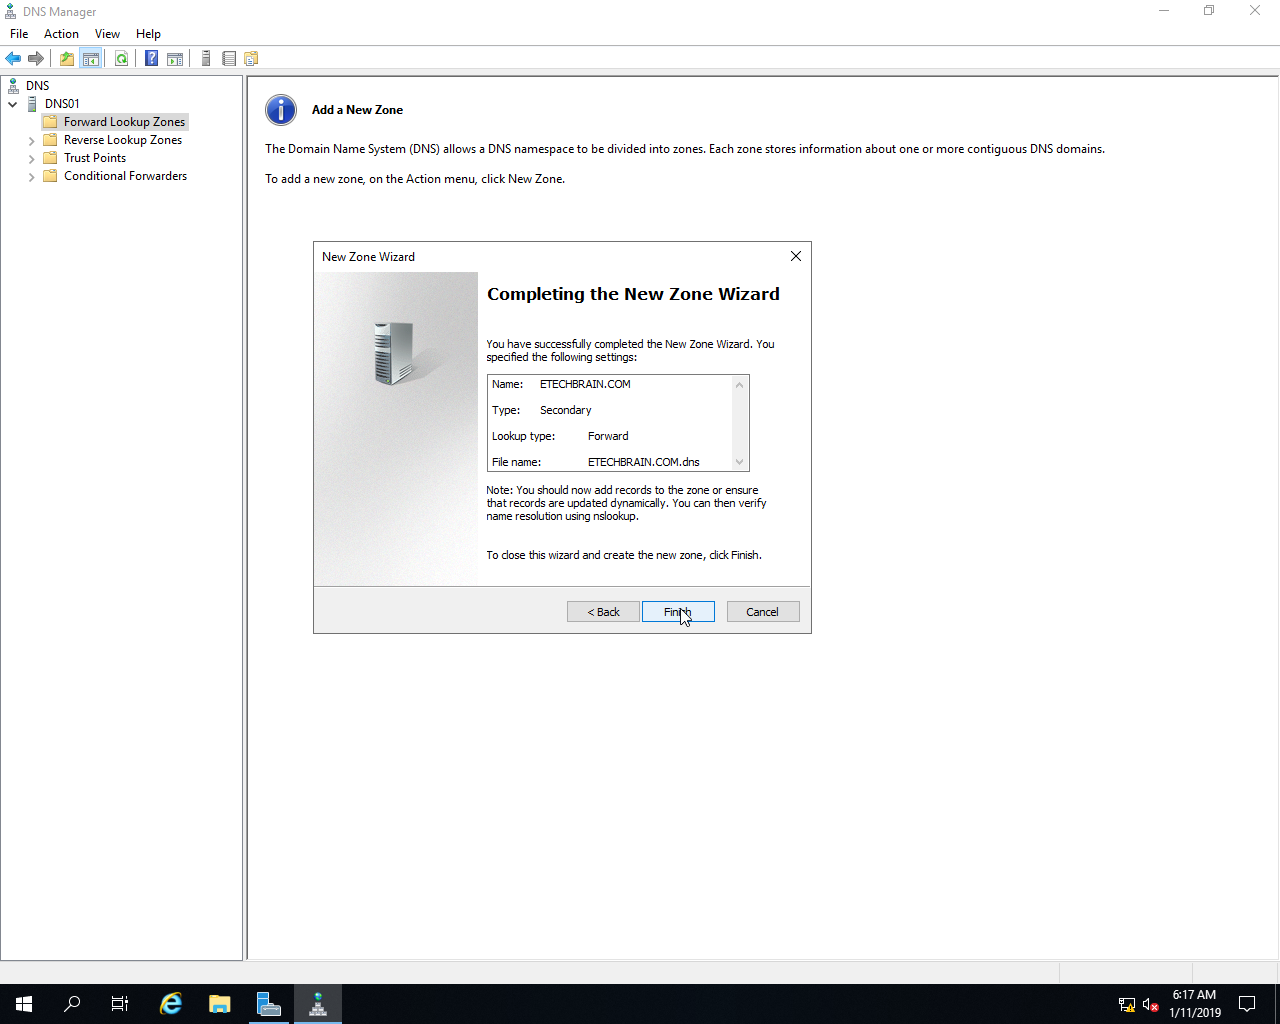 DNS Manager
File Action View Help
DNS
DNS01
Forward Lookup Zones
Reverse Lookup Zones
Trust Points
Conditional Forwarders
Add a New Zone
The Domain Name System (DNS) allows a DNS namespace to be divided into zones. Each zone stores information about one or more contiguous DNS domains.
To add a new zone, on the Action menu, click New Zone.
New Zone Wizard
Completing the New Zone Wizard
You have successfully completed the New Zone Wizard. You
specified the following settings:
Name: ETECHBRAIN.COM
Type: Secondary
Lookup type: Forward
File name: ETECHBRAIN.COM.dns
Note: You should now add records to the zone or ensure
that records are updated dynamically. You can then verify
name resolution using nslookup.
To close this wizard and create the new zone, click Finish.
< Back Finish Cancel
6:17 AM
1/11/2019